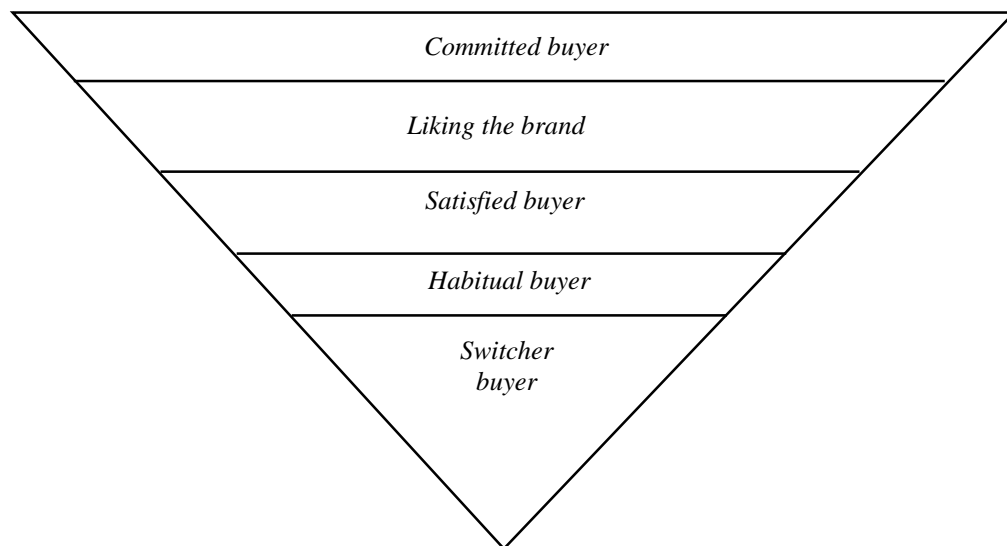 Committed buyer
Liking the brand
Satisfied buyer
Habitual buyer
Switcher
buyer